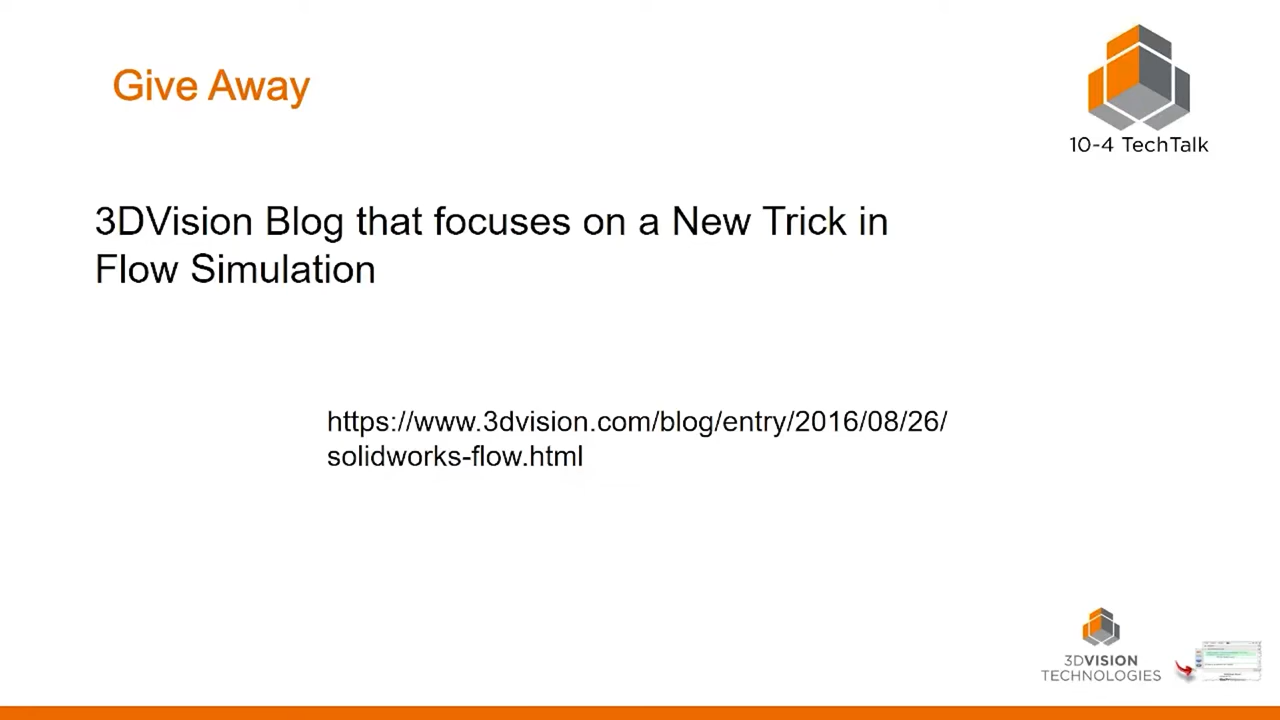 Give Away
10-4 TechTalk
3DVision Blog that focuses on a New Trick in
Flow Simulation
https://www.3dvision.com/blog/entry/2016/08/26/
solidworks-flow.html
3DVISION
TECHNOLOGIES